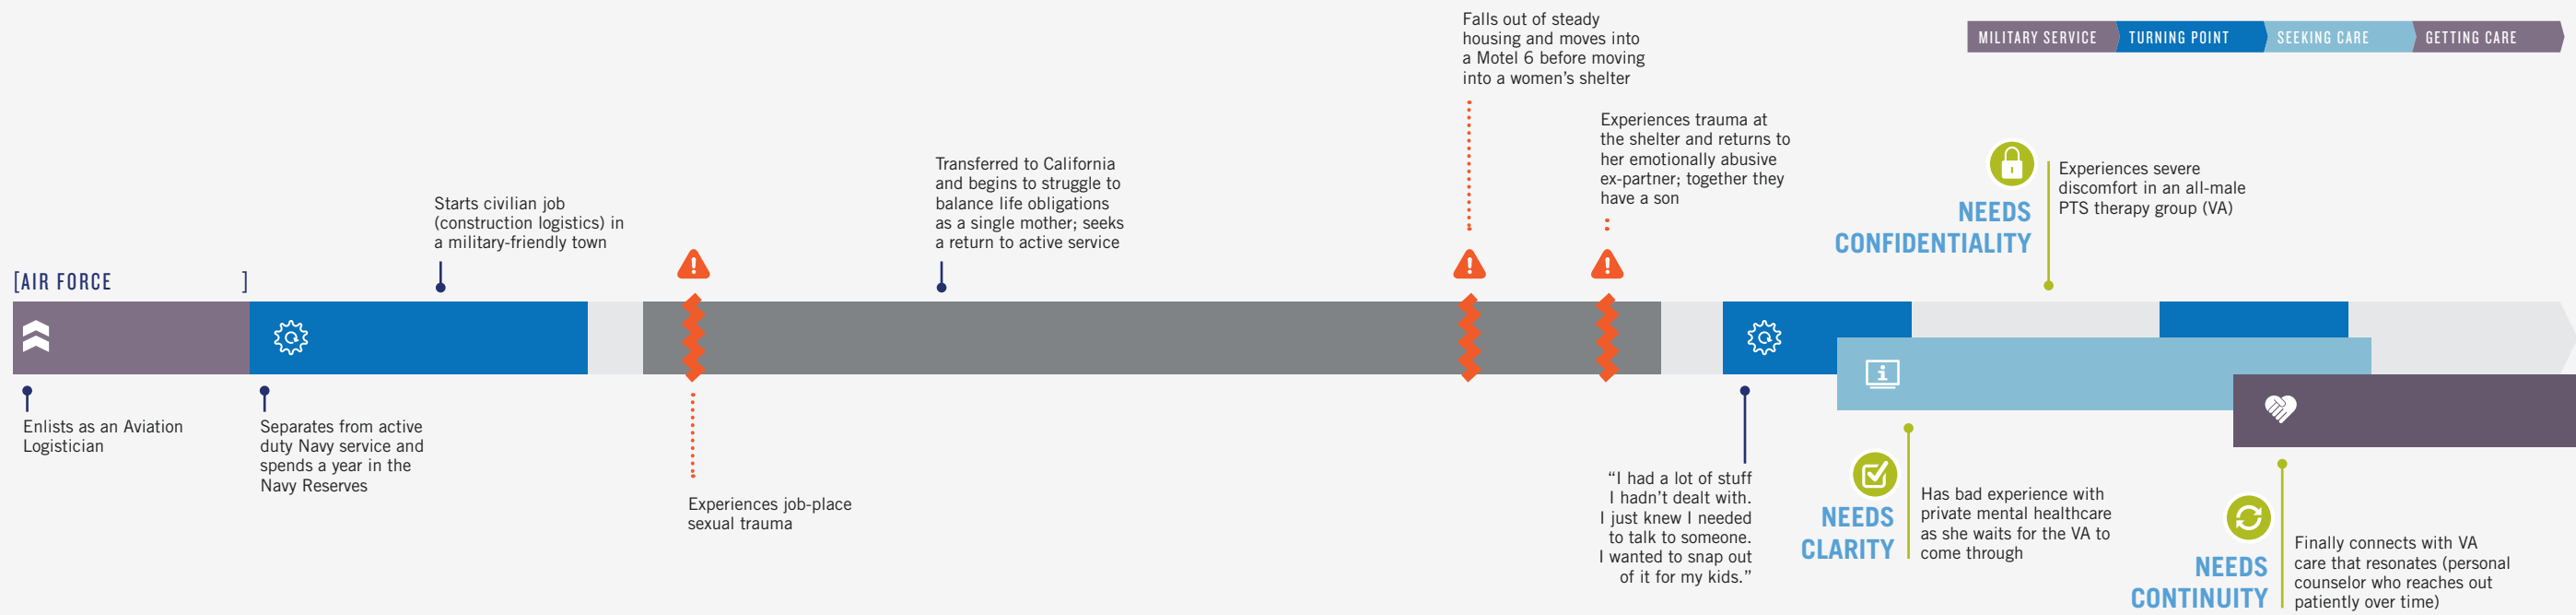 MILITARY SERVICE
TURNING POINT
SEEKING CARE
GETTING CARE
[AIR FORCE ]
Enlists as an Aviation
Logistician
Separates from active
duty Navy service and
spends a year in the
Navy Reserves
Starts civilian job
(construction logistics) in
a military-friendly town
Experiences job-place
sexual trauma
Transferred to California
and begins to struggle to
balance life obligations
as a single mother; seeks
a return to active service
Falls out of steady
housing and moves into
a Motel 6 before moving
into a women’s shelter
Experiences trauma at
the shelter and returns to
her emotionally abusive
ex-partner; together they
have a son
“I had a lot of stuff
I hadn’t dealt with.
I just knew I needed
to talk to someone.
I wanted to snap out
of it for my kids.”
NEEDS
CLARITY
Has bad experience with
private mental healthcare
as she waits for the VA to
come through
NEEDS
CONFIDENTIALITY
Experiences severe
discomfort in an all-male
PTS therapy group (VA)
NEEDS
CONTINUITY
Finally connects with VA
care that resonates (personal
counselor who reaches out
patiently over time)